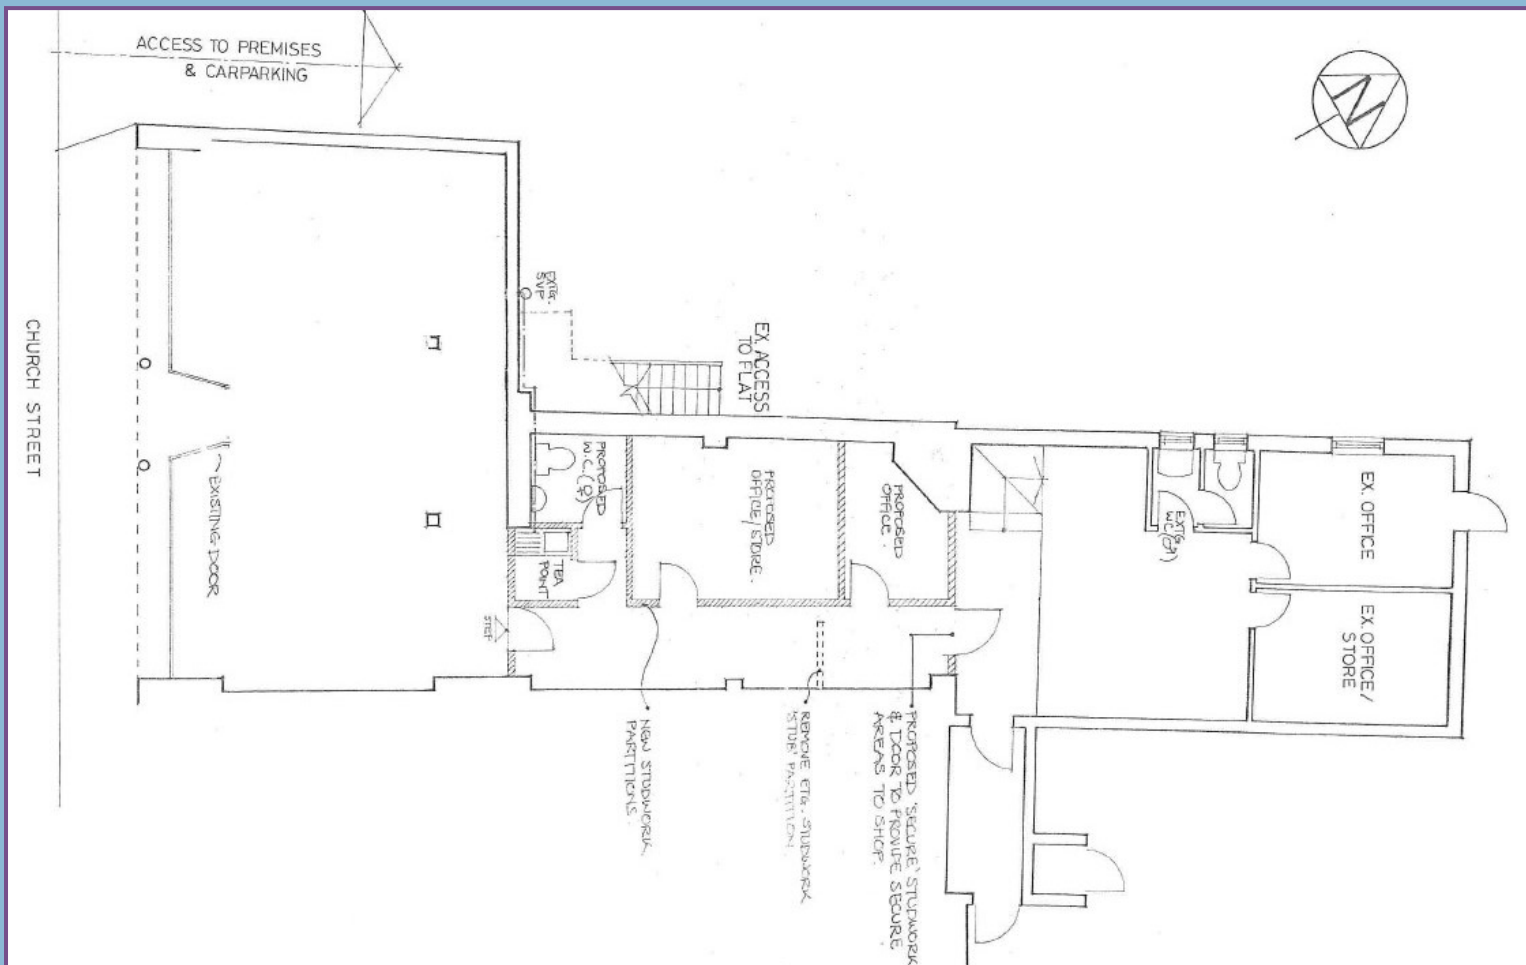 ACCESS TO PREMISES
& CARPARKING
N
CHURCH STREET
EXISTING DOOR
EXTG.
SVP
EX. ACCESS
TO FLAT
PROPOSED
W.C. (♀)
TEA
POINT
STEP
PROPOSED
OFFICE/STORE.
PROPOSED
OFFICE.
EXTG.
WC(♂)
EX. OFFICE
EX. OFFICE/
STORE
NEW STUDWORK
PARTITIONS.
REMOVE ETG. STUDWORK
'STUB' PARTITION.
PROPOSED 'SECURE' STUDWORK
& DOOR TO PROVIDE SECURE
AREAS TO SHOP.